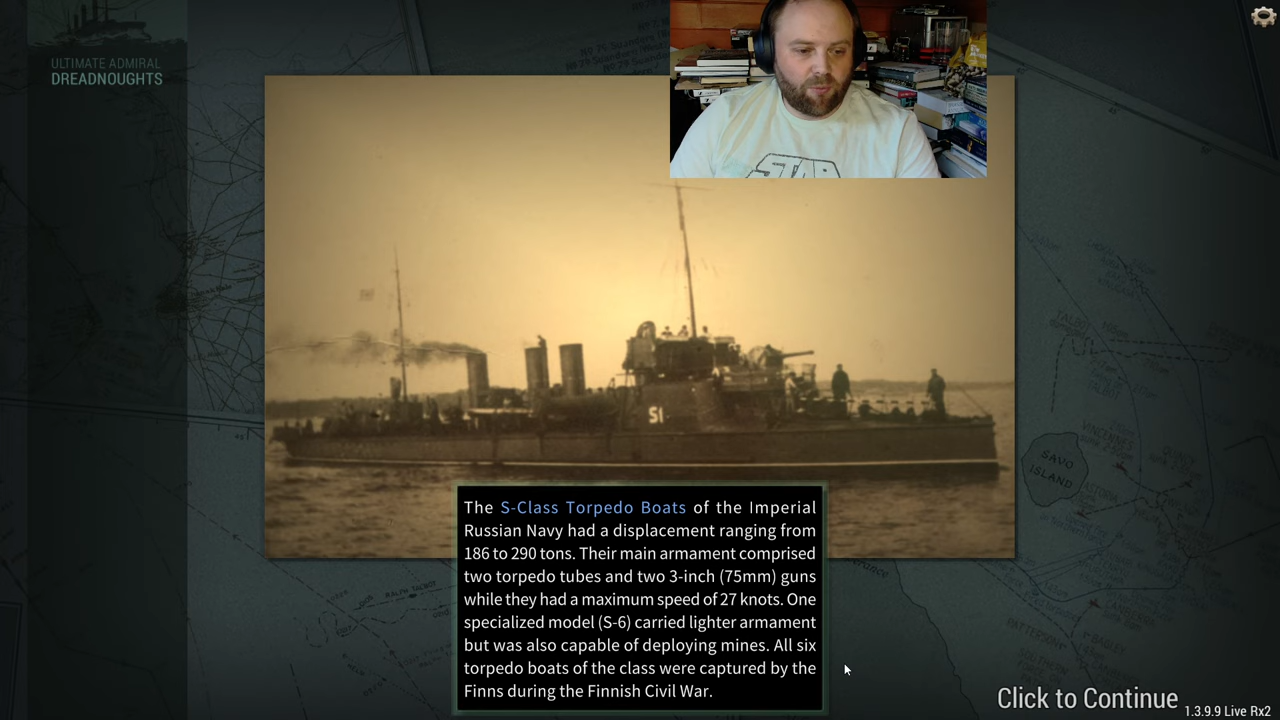 ULTIMATE ADMIRAL
DREADNOUGHTS
STAR
S1
SAVO
ISLAND
RALPH TALBOT
The S-Class Torpedo Boats of the Imperial
Russian Navy had a displacement ranging from
186 to 290 tons. Their main armament comprised
two torpedo tubes and two 3-inch (75mm) guns
while they had a maximum speed of 27 knots. One
specialized model (S-6) carried lighter armament
but was also capable of deploying mines. All six
torpedo boats of the class were captured by the
Finns during the Finnish Civil War.
Click to Continue
1.3.9.9 Live Rx2